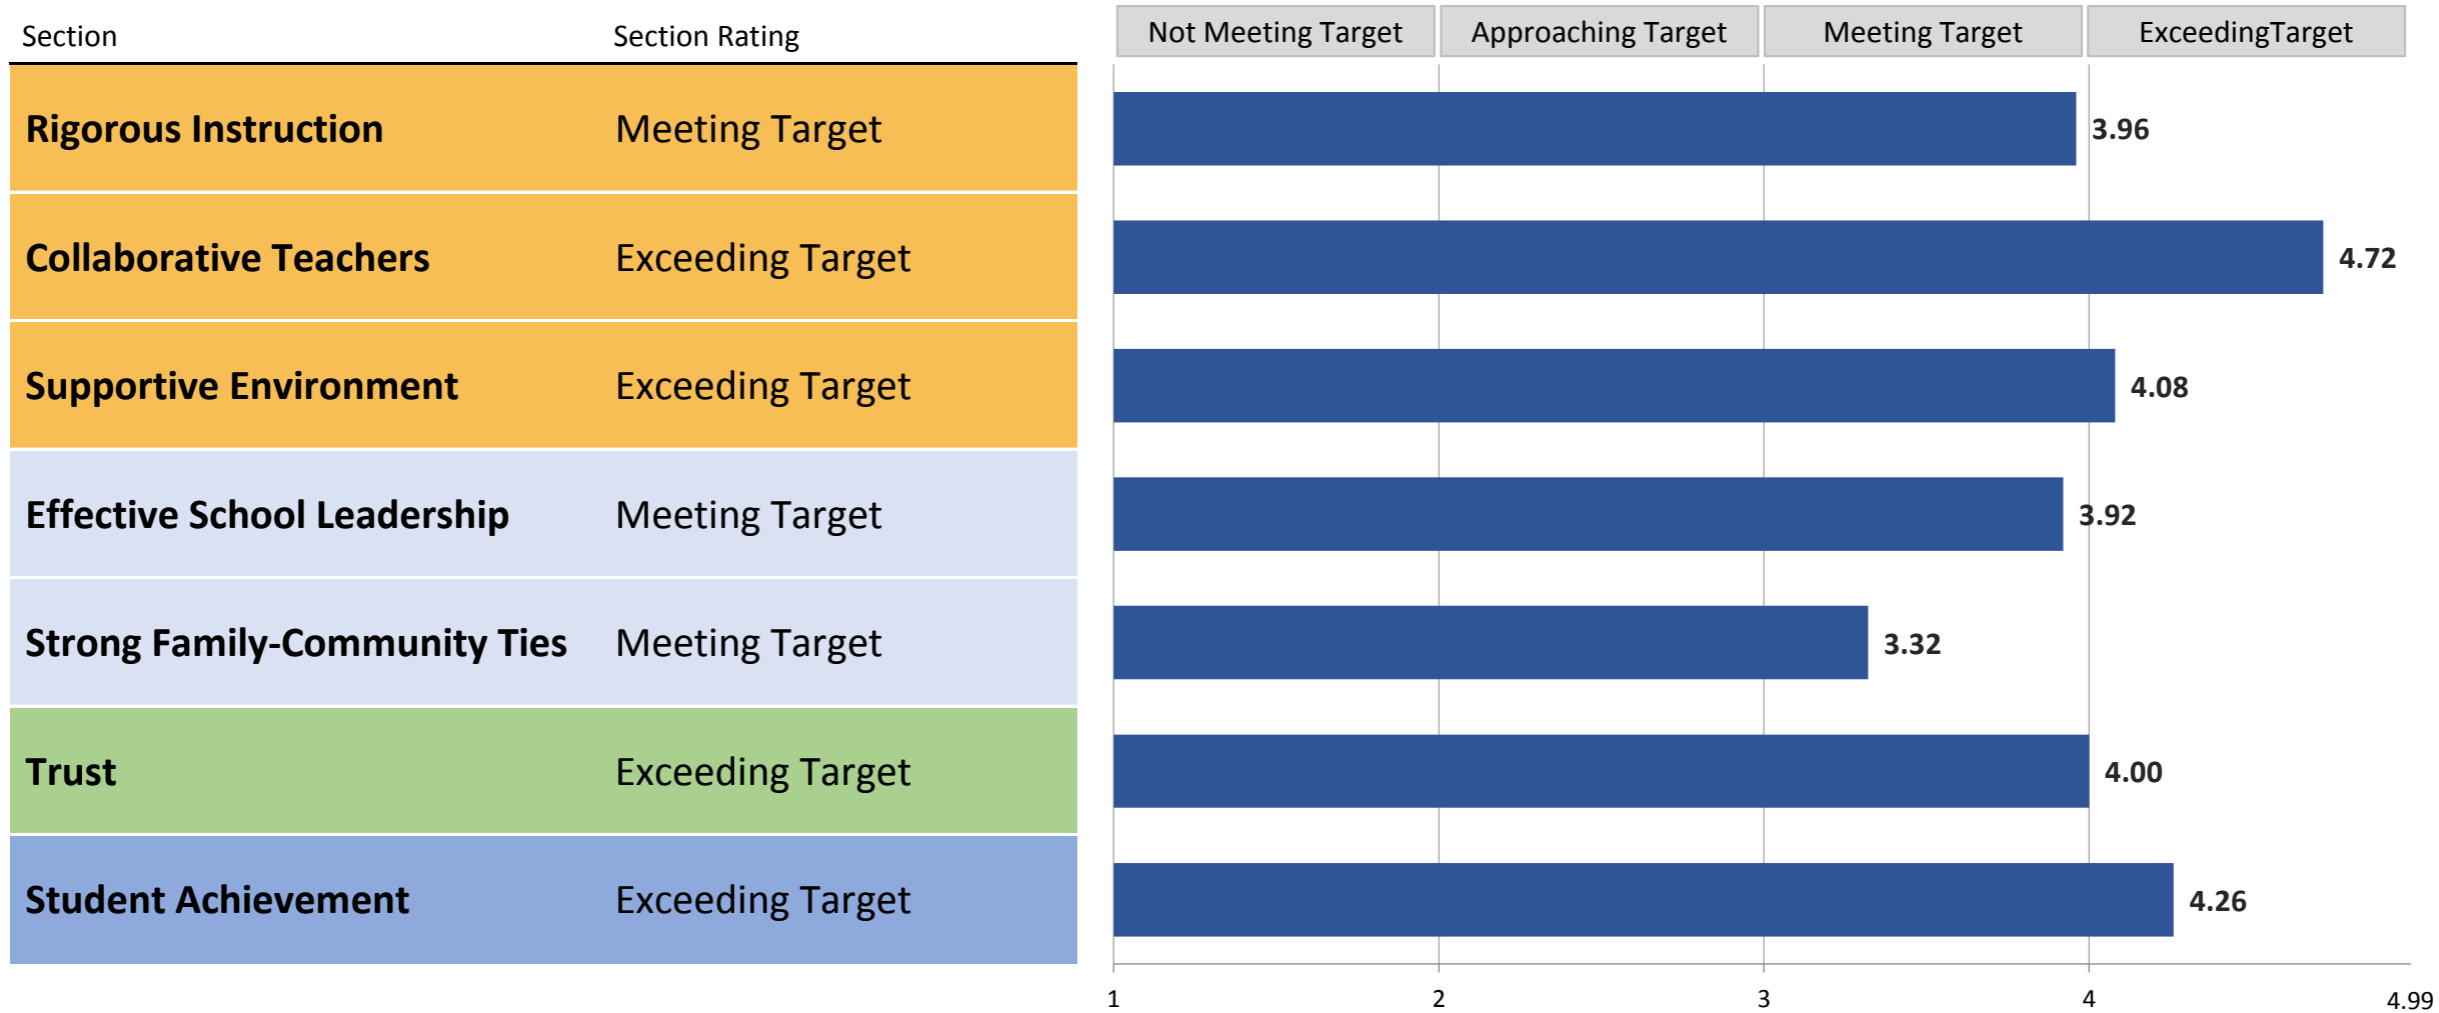 Section Section Rating Not Meeting Target Approaching Target Meeting Target ExceedingTarget
Rigorous Instruction Meeting Target 3.96
Collaborative Teachers Exceeding Target 4.72
Supportive Environment Exceeding Target 4.08
Effective School Leadership Meeting Target 3.92
Strong Family-Community Ties Meeting Target 3.32
Trust Exceeding Target 4.00
Student Achievement Exceeding Target 4.26
1 2 3 4 4.99